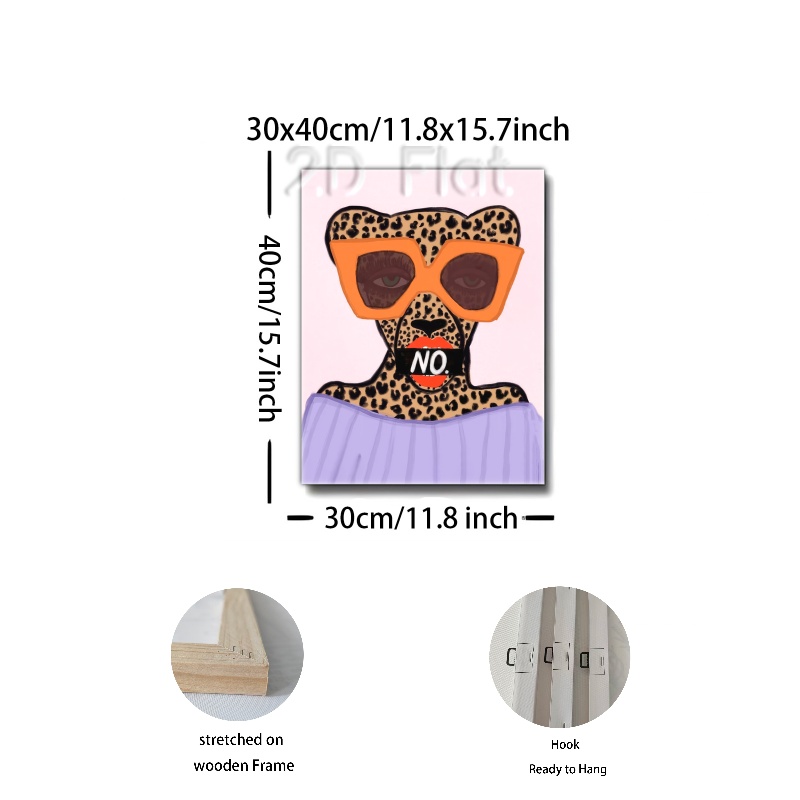 30x40cm/11.8x15.7inch
2.D Flat.
40cm/15.7inch
NO.
30cm/11.8 inch
stretched on
wooden Frame
Hook
Ready to Hang